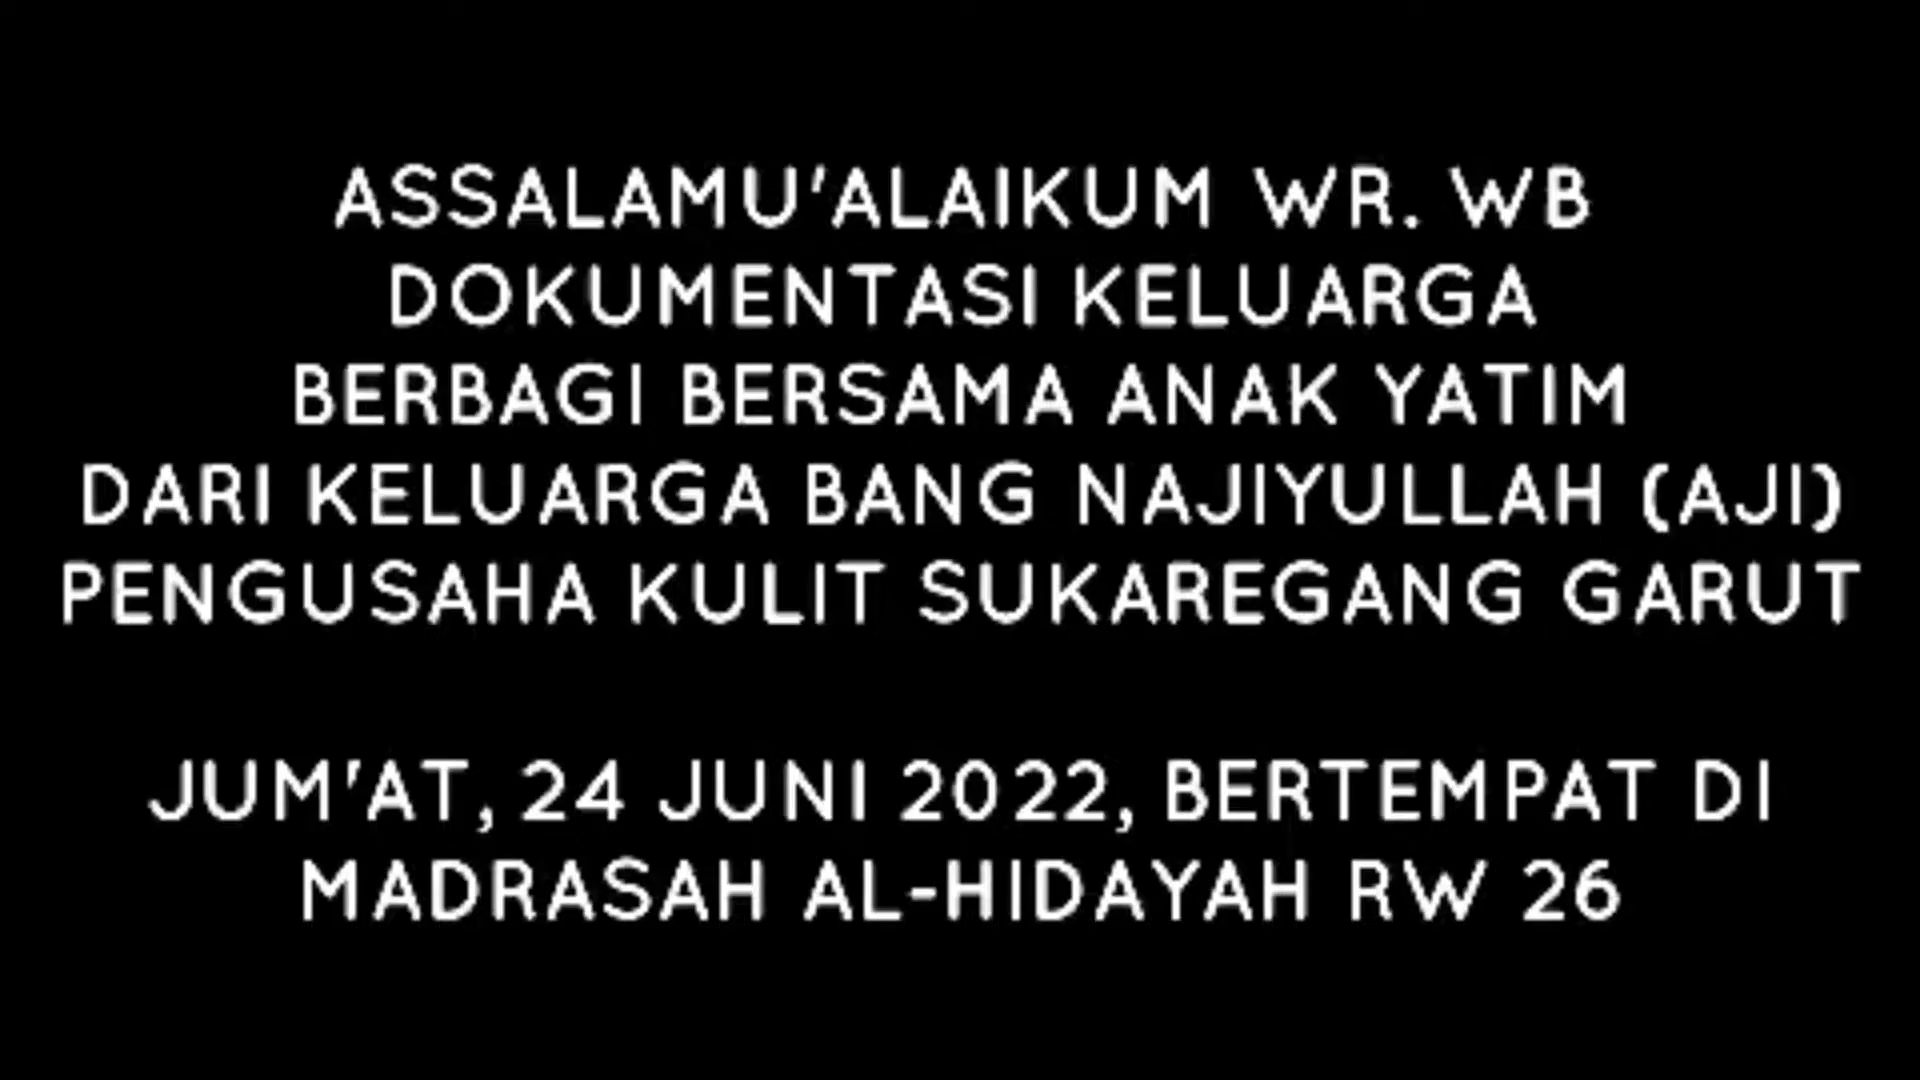 ASSALAMU'ALAIKUM WR. WB
DOKUMENTASI KELUARGA
BERBAGI BERSAMA ANAK YATIM
DARI KELUARGA BANG NAJIYULLAH (AJI)
PENGUSAHA KULIT SUKAREGANG GARUT
JUM'AT, 24 JUNI 2022, BERTEMPAT DI
MADRASAH AL-HIDAYAH RW 26